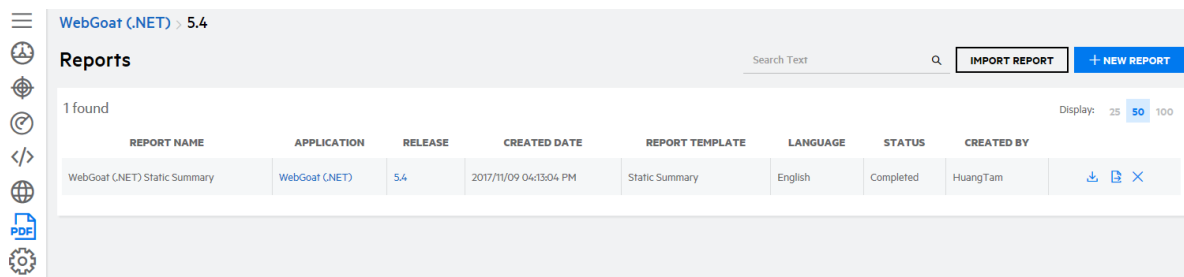 WebGoat (.NET) > 5.4
Reports
Search Text
IMPORT REPORT
+ NEW REPORT
1 found
Display: 25 50 100
REPORT NAME APPLICATION RELEASE CREATED DATE REPORT TEMPLATE LANGUAGE STATUS CREATED BY
WebGoat (.NET) Static Summary WebGoat (.NET) 5.4 2017/11/09 04:13:04 PM Static Summary English Completed HuangTam
PDF